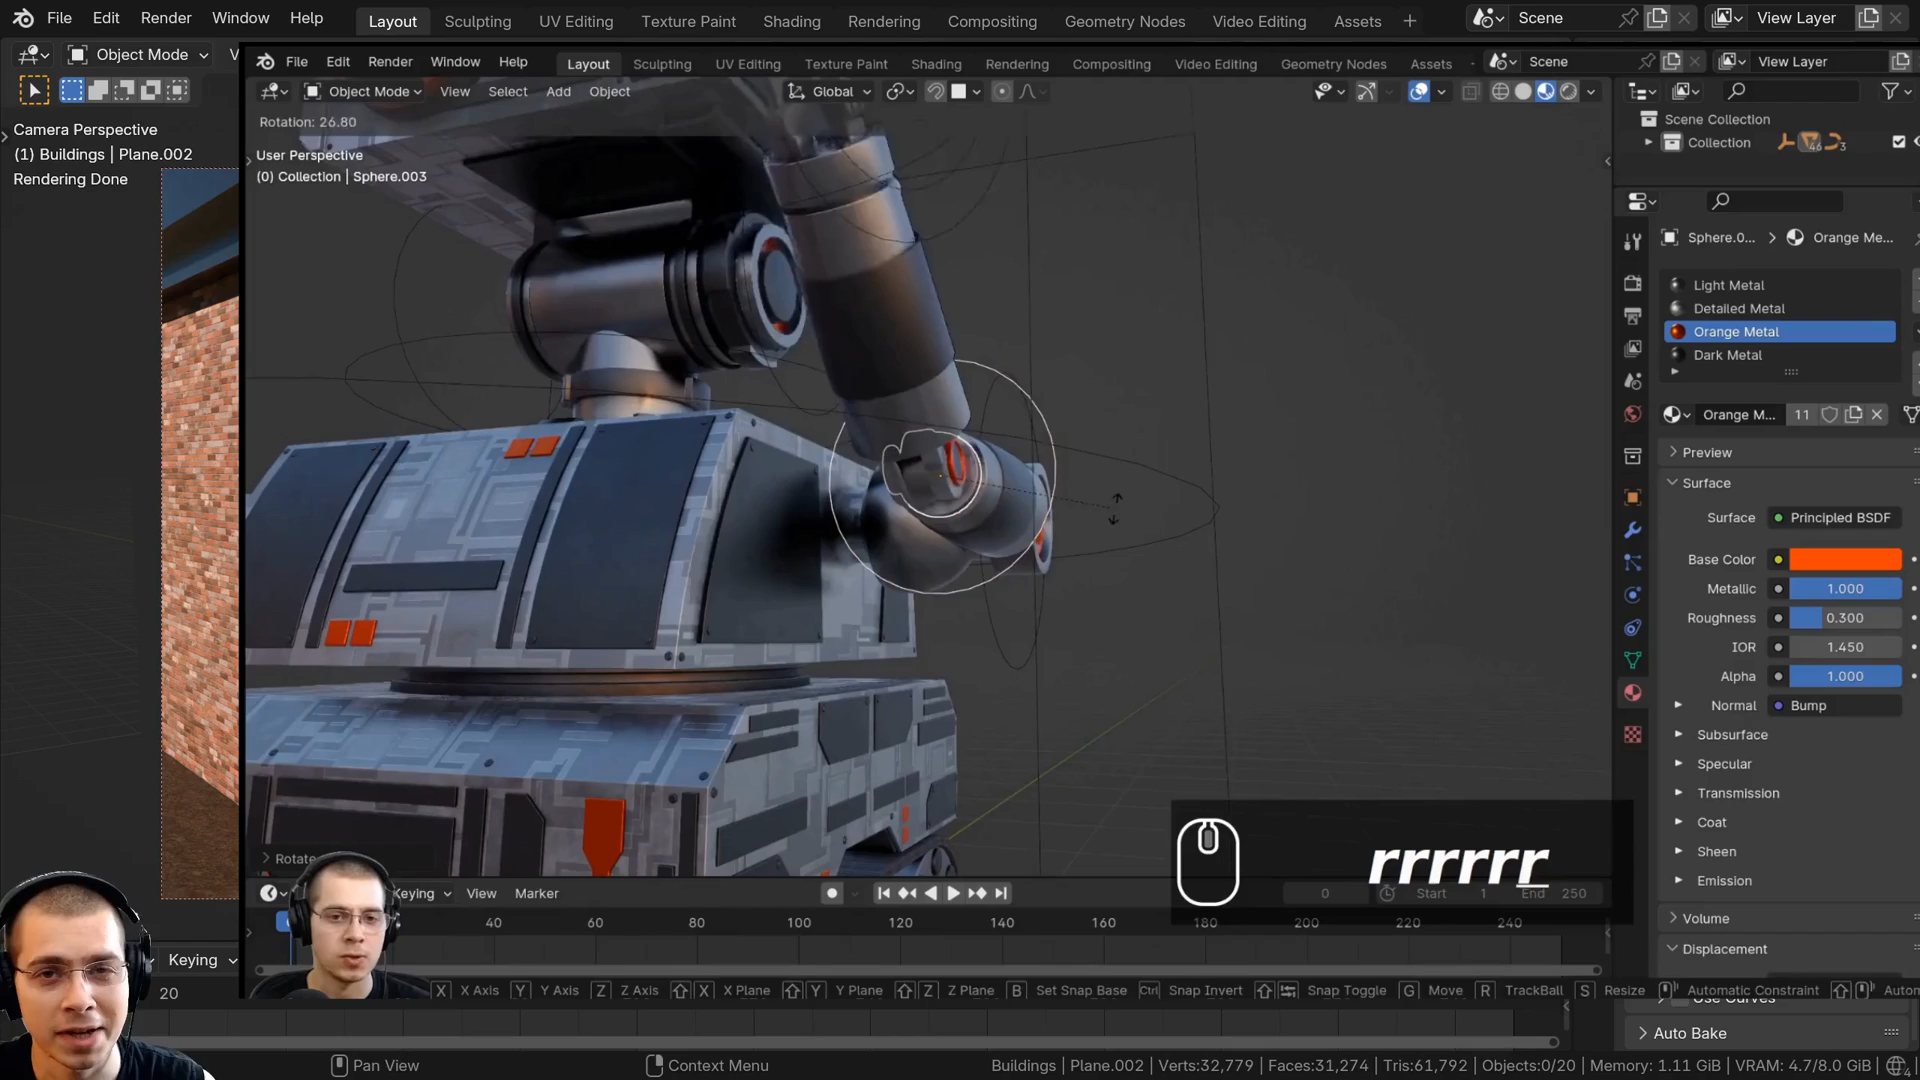 File Edit Render Window Help Layout Sculpting UV Editing Texture Paint Shading Rendering Compositing Geometry Nodes Video Editing Assets + Scene View Layer
Object Mode
Camera Perspective
(1) Buildings | Plane.002
Rendering Done
File Edit Render Window Help Layout Sculpting UV Editing Texture Paint Shading Rendering Compositing Video Editing Geometry Nodes Assets Scene View Layer
Object Mode View Select Add Object Global
Rotation: 26.80
User Perspective
(0) Collection | Sphere.003
Scene Collection
Collection 46 3
Sphere.0... > Orange Me...
Light Metal
Detailed Metal
Orange Metal
Dark Metal
Orange M... 11
Preview
Surface
Surface Principled BSDF
Base Color
Metallic 1.000
Roughness 0.300
IOR 1.450
Alpha 1.000
Normal Bump
Subsurface
Specular
Transmission
Coat
Sheen
Emission
Volume
Displacement
rrrrrr
Rotate
Keying View Marker 0 Start 1 End 250
40 60 80 100 120 140 160 180 200 220 240
X X Axis Y Y Axis Z Z Axis X X Plane Y Y Plane Z Z Plane B Set Snap Base Ctrl Snap Invert Snap Toggle G Move R TrackBall S Resize Automatic Constraint
Keying
20
Use Curves
Auto Bake
Pan View Context Menu Buildings | Plane.002 | Verts:32,779 | Faces:31,274 | Tris:61,792 | Objects:0/20 | Memory: 1.11 GiB | VRAM: 4.7/8.0 GiB | 4